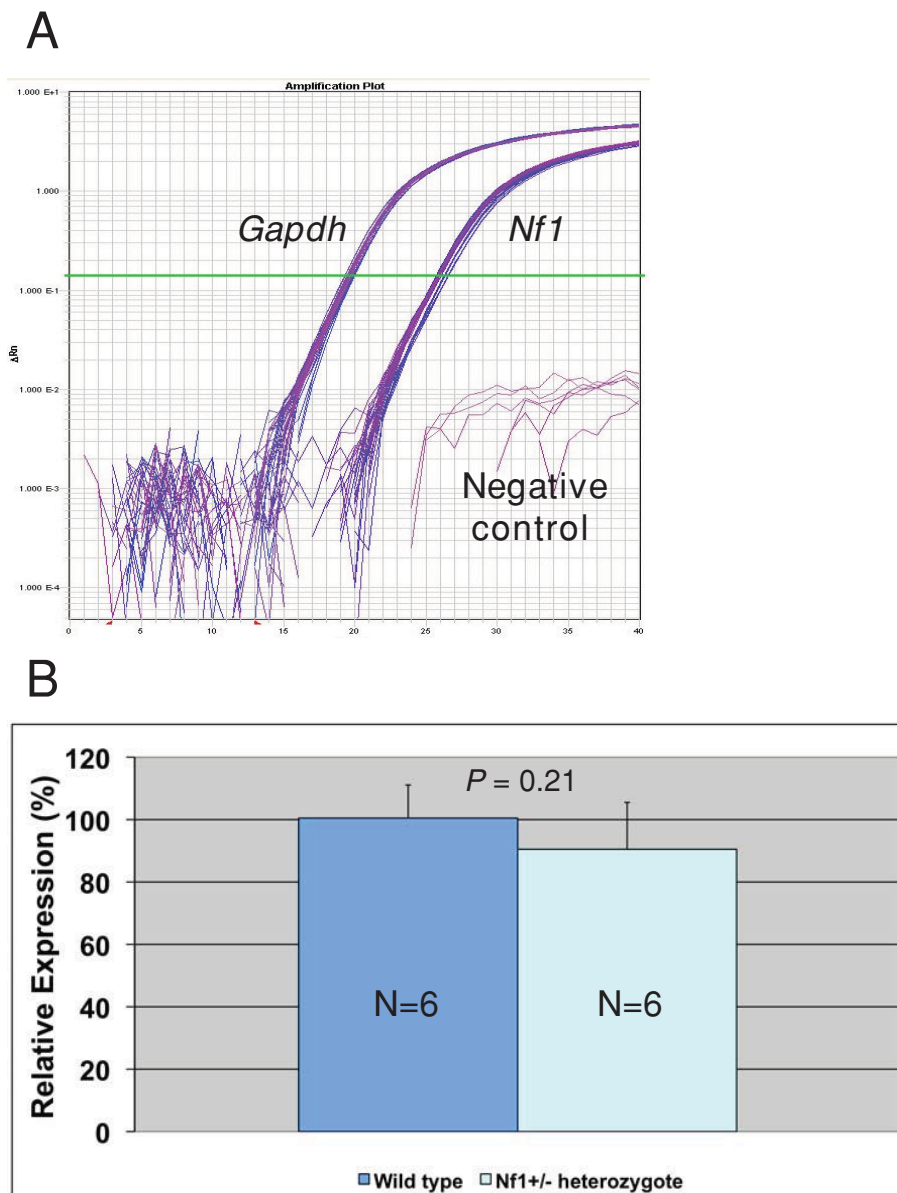 A
Amplification Plot
1.000 E+1
1.000
1.000 E-1
1.000 E-2
1.000 E-3
1.000 E-4
ΔRn
Gapdh
Nf1
Negative
control
0 5 10 15 20 25 30 35 40
B
Relative Expression (%)
120
100
80
60
40
20
0
P = 0.21
N=6 N=6
Wild type Nf1+/- heterozygote